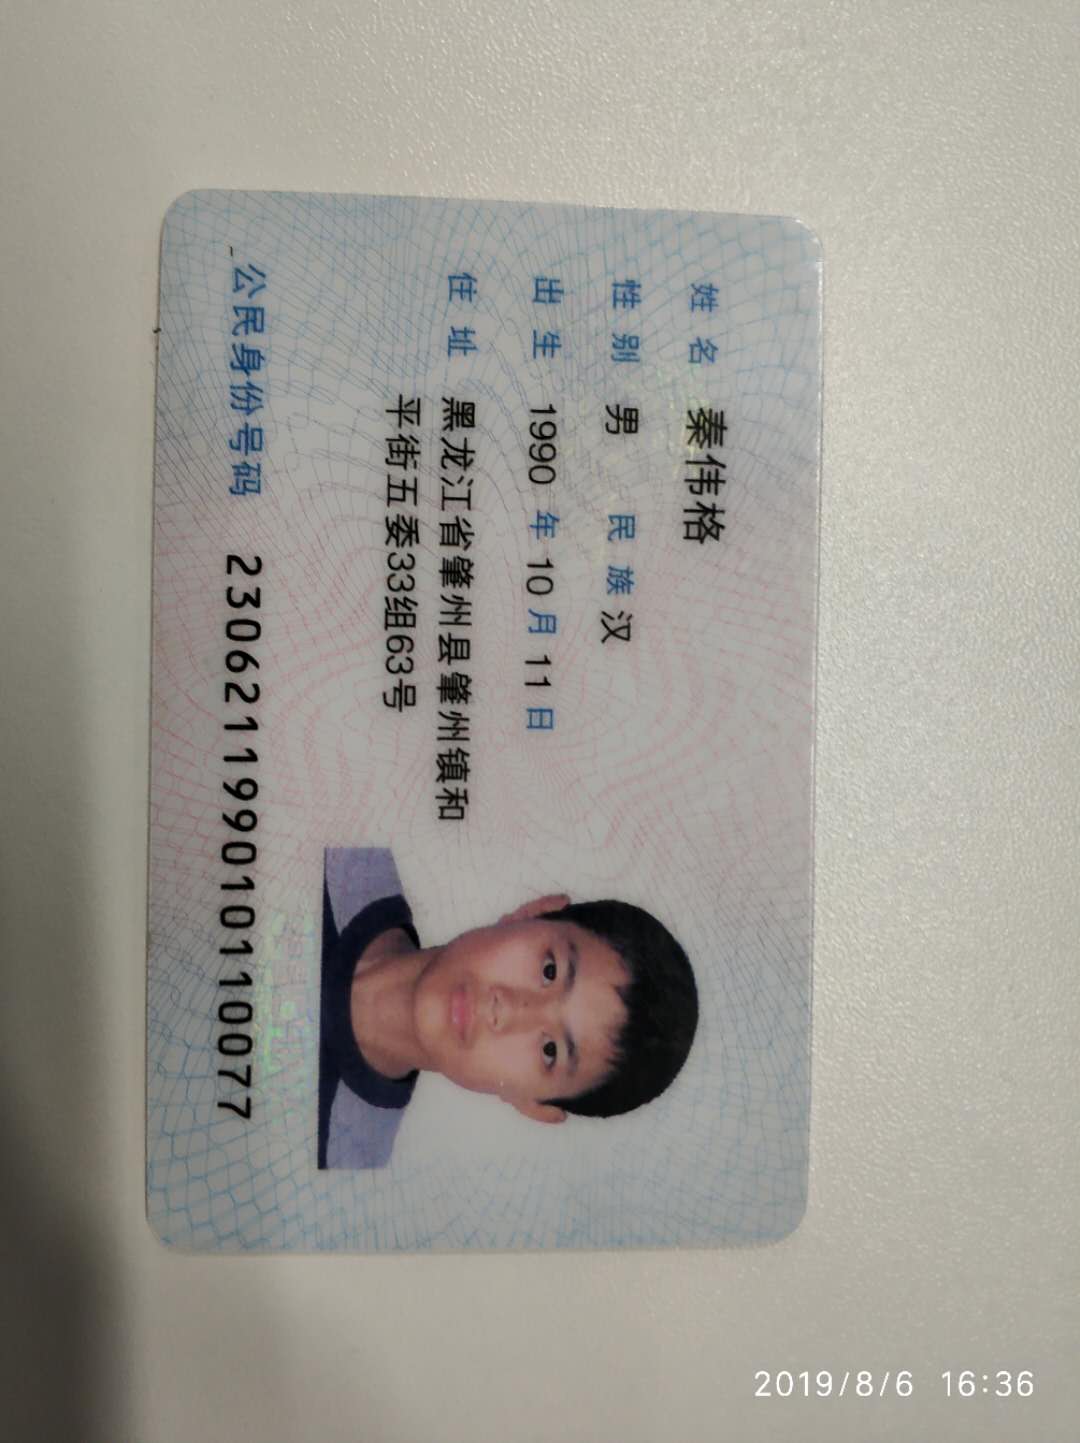 姓名 秦伟格
性别 男 民族 汉
出生 1990 年 10 月 11 日
住址 黑龙江省肇州县肇州镇和
平街五委33组63号
公民身份号码 230621199010110077
2019/8/6 16:36